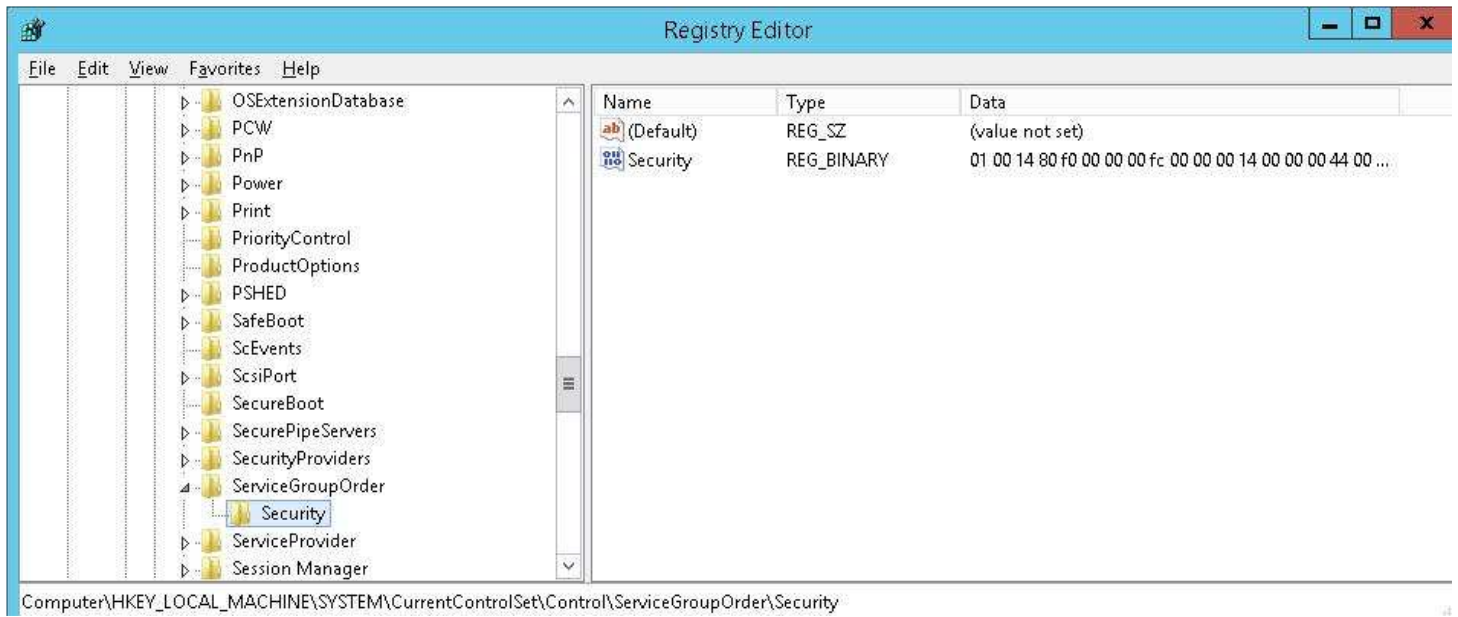 Registry Editor
File Edit View Favorites Help
OSExtensionDatabase
PCW
PnP
Power
Print
PriorityControl
ProductOptions
PSHED
SafeBoot
ScEvents
ScsiPort
SecureBoot
SecurePipeServers
SecurityProviders
ServiceGroupOrder
Security
ServiceProvider
Session Manager
Name Type Data
(Default) REG_SZ (value not set)
Security REG_BINARY 01 00 14 80 f0 00 00 00 fc 00 00 00 14 00 00 00 44 00 ...
Computer\HKEY_LOCAL_MACHINE\SYSTEM\CurrentControlSet\Control\ServiceGroupOrder\Security